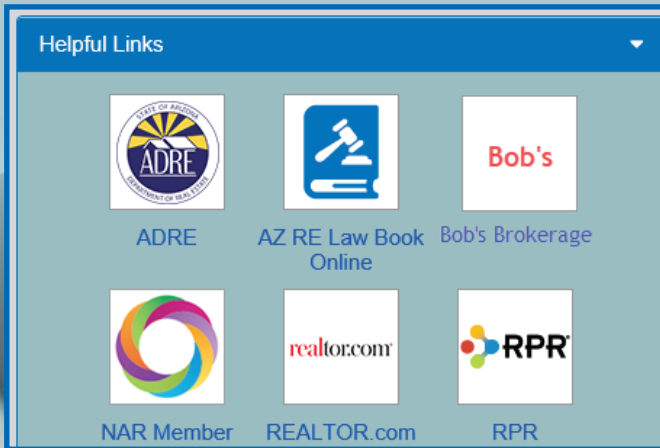 Helpful Links
STATE OF ARIZONA
ADRE
DEPARTMENT OF REAL ESTATE
Bob's
ADRE
AZ RE Law Book
Online
Bob's Brokerage
realtor.com
RPR
NAR Member
REALTOR.com
RPR